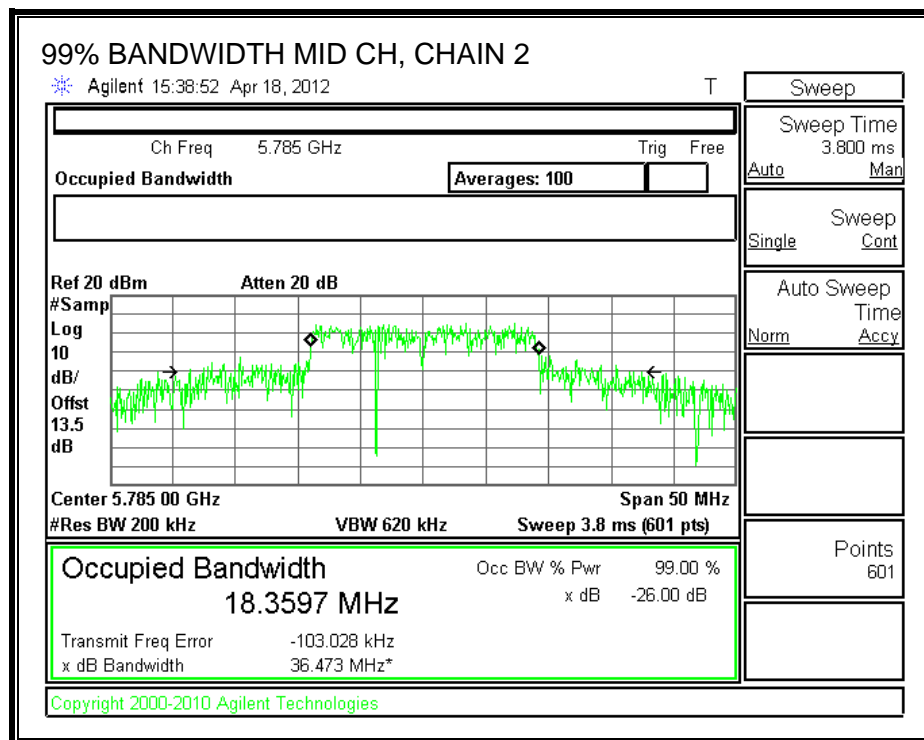 99% BANDWIDTH MID CH, CHAIN 2
Agilent 15:38:52 Apr 18, 2012 T
Sweep
Ch Freq 5.785 GHz Trig Free
Occupied Bandwidth Averages: 100
Sweep Time
3.800 ms
Auto Man
Sweep
Single Cont
Auto Sweep
Time
Norm Accy
Points
601
Ref 20 dBm Atten 20 dB
#Samp
Log
10
dB/
Offst
13.5
dB
Center 5.785 00 GHz Span 50 MHz
#Res BW 200 kHz VBW 620 kHz Sweep 3.8 ms (601 pts)
Occupied Bandwidth Occ BW % Pwr 99.00 %
18.3597 MHz x dB -26.00 dB
Transmit Freq Error -103.028 kHz
x dB Bandwidth 36.473 MHz*
Copyright 2000-2010 Agilent Technologies